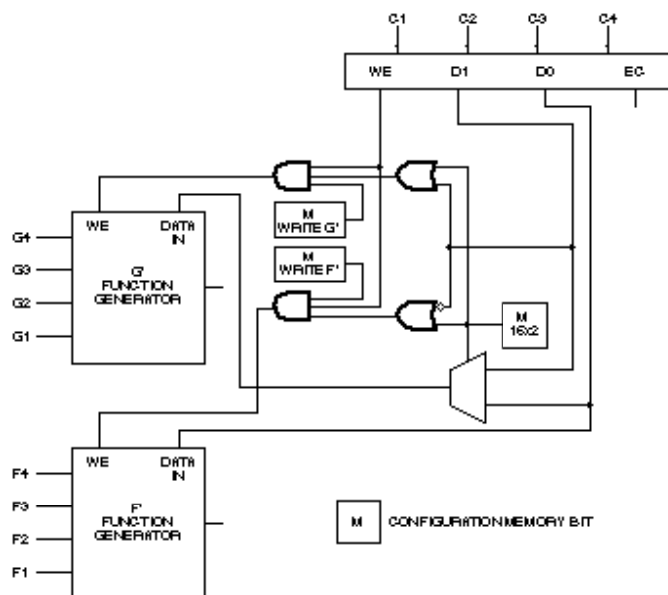 C1 C2 C3 C4
WE D1 D0 EC
M
WRITE G'
M
WRITE F'
WE DATA
IN
G4
G3
G2
G1
G'
FUNCTION
GENERATOR
M
16x2
WE DATA
IN
F4
F3
F2
F1
F'
FUNCTION
GENERATOR
M CONFIGURATION MEMORY BIT